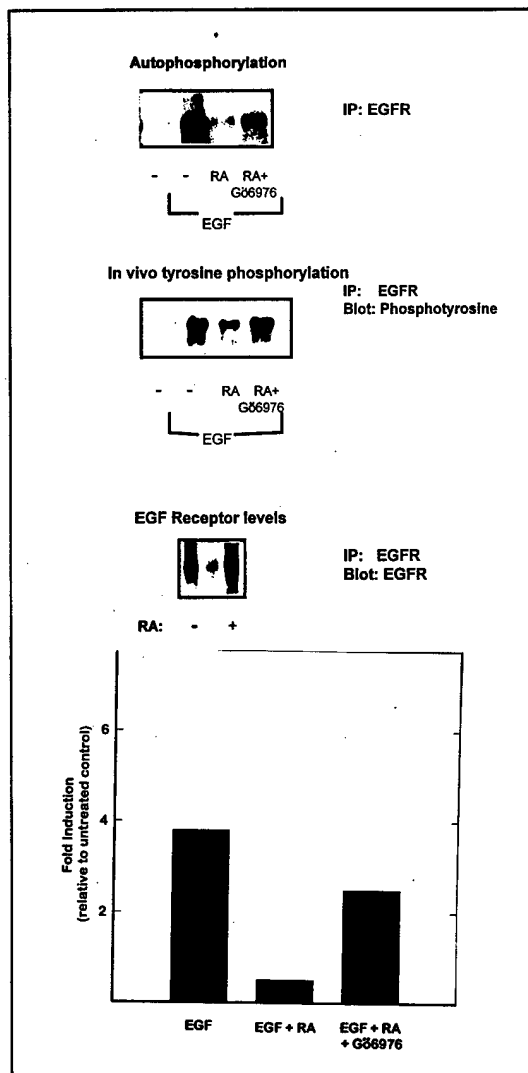 Autophosphorylation
IP: EGFR
- - RA RA+
Gö6976
EGF
In vivo tyrosine phosphorylation
IP: EGFR
Blot: Phosphotyrosine
- - RA RA+
Gö6976
EGF
EGF Receptor levels
IP: EGFR
Blot: EGFR
RA: - +
Fold Induction
(relative to untreated control)
6
4
2
EGF
EGF + RA
EGF + RA
+ Gö6976